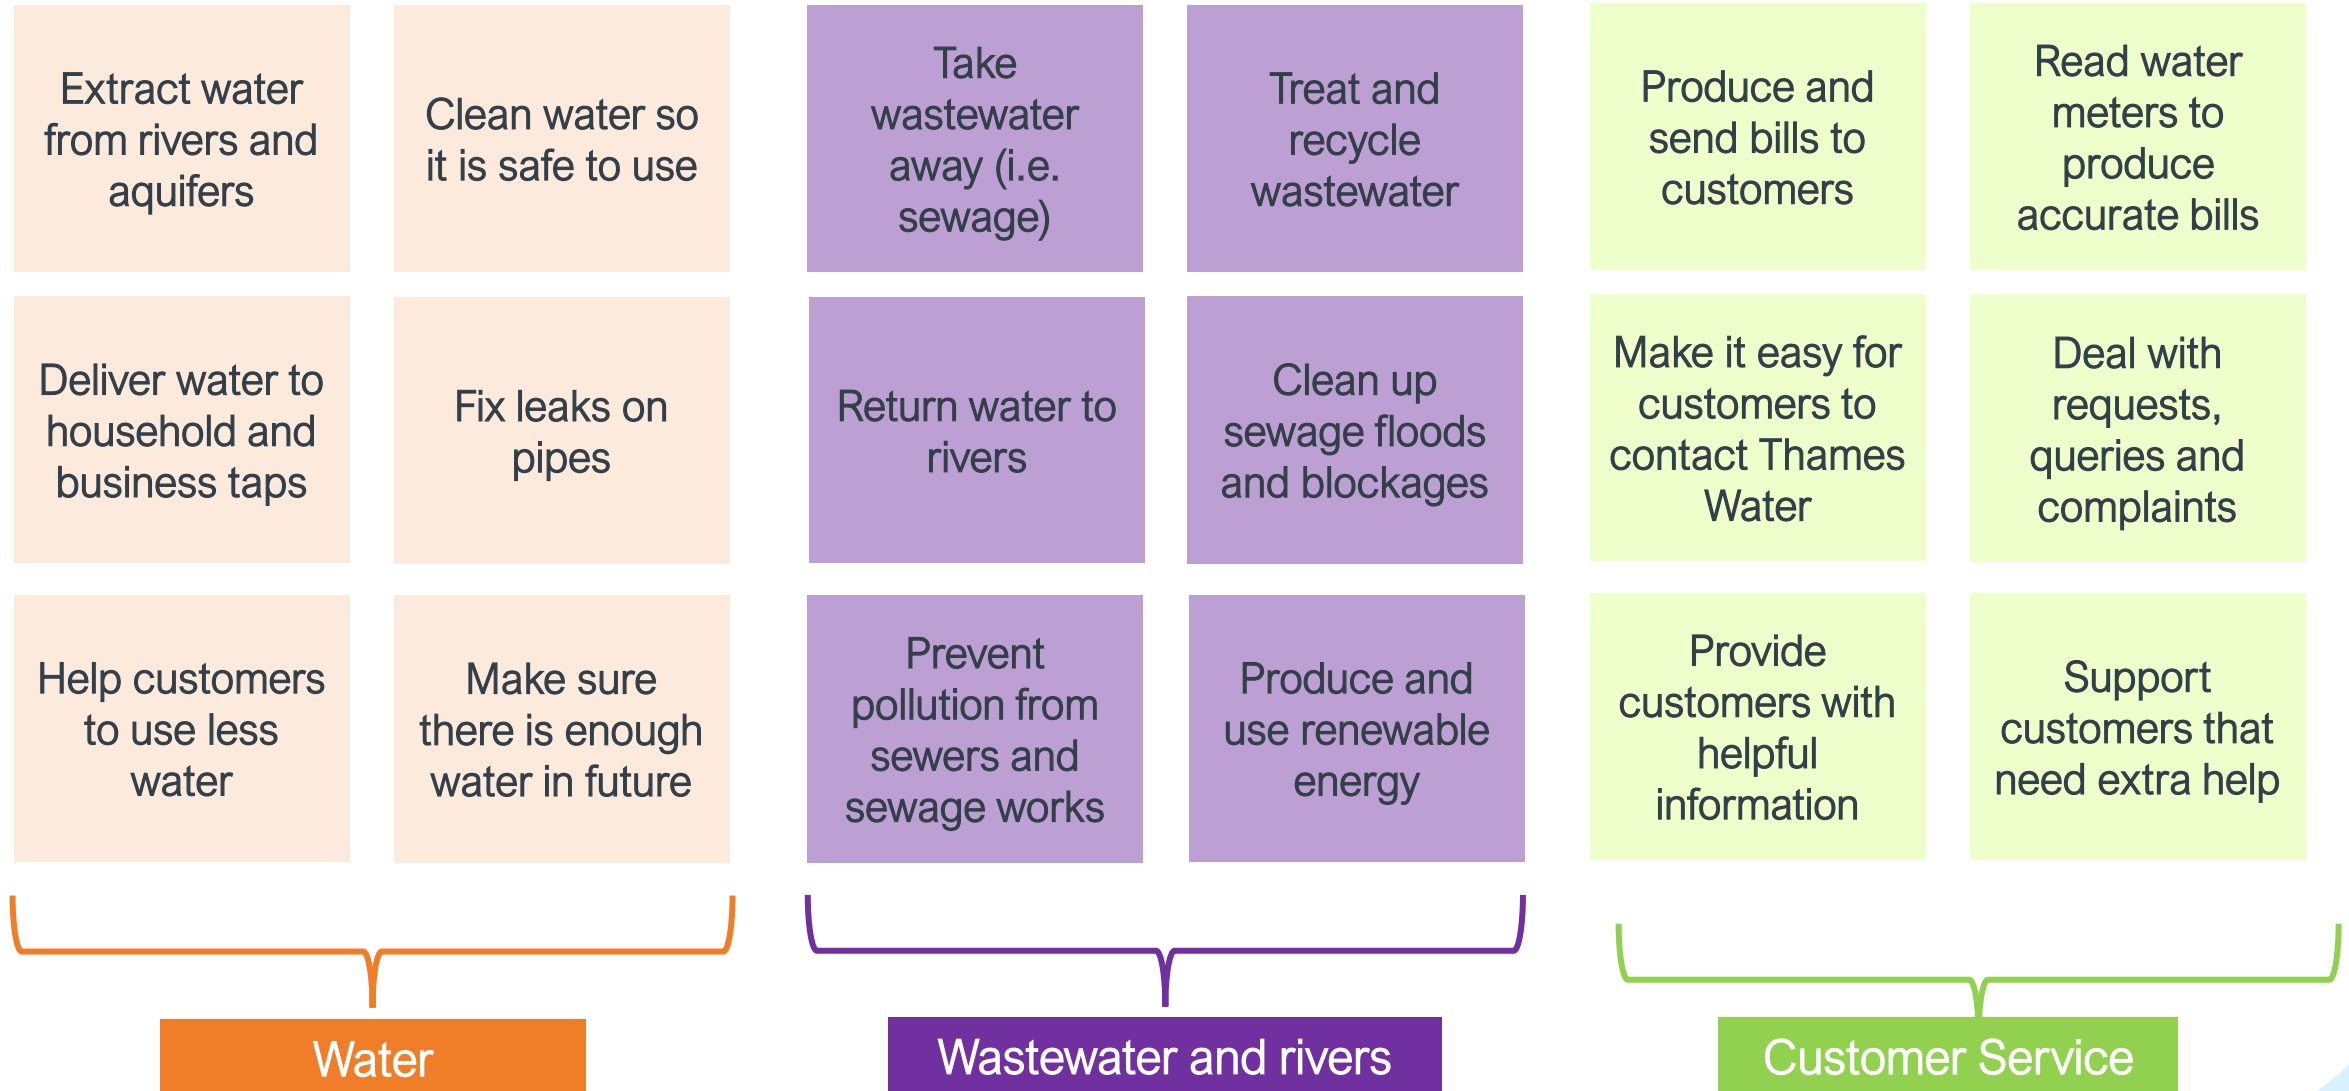 Extract water
from rivers and
aquifers
Clean water so
it is safe to use
Take
wastewater
away (i.e.
sewage)
Treat and
recycle
wastewater
Produce and
send bills to
customers
Read water
meters to
produce
accurate bills
Deliver water to
household and
business taps
Fix leaks on
pipes
Return water to
rivers
Clean up
sewage floods
and blockages
Make it easy for
customers to
contact Thames
Water
Deal with
requests,
queries and
complaints
Help customers
to use less
water
Make sure
there is enough
water in future
Prevent
pollution from
sewers and
sewage works
Produce and
use renewable
energy
Provide
customers with
helpful
information
Support
customers that
need extra help
Water
Wastewater and rivers
Customer Service